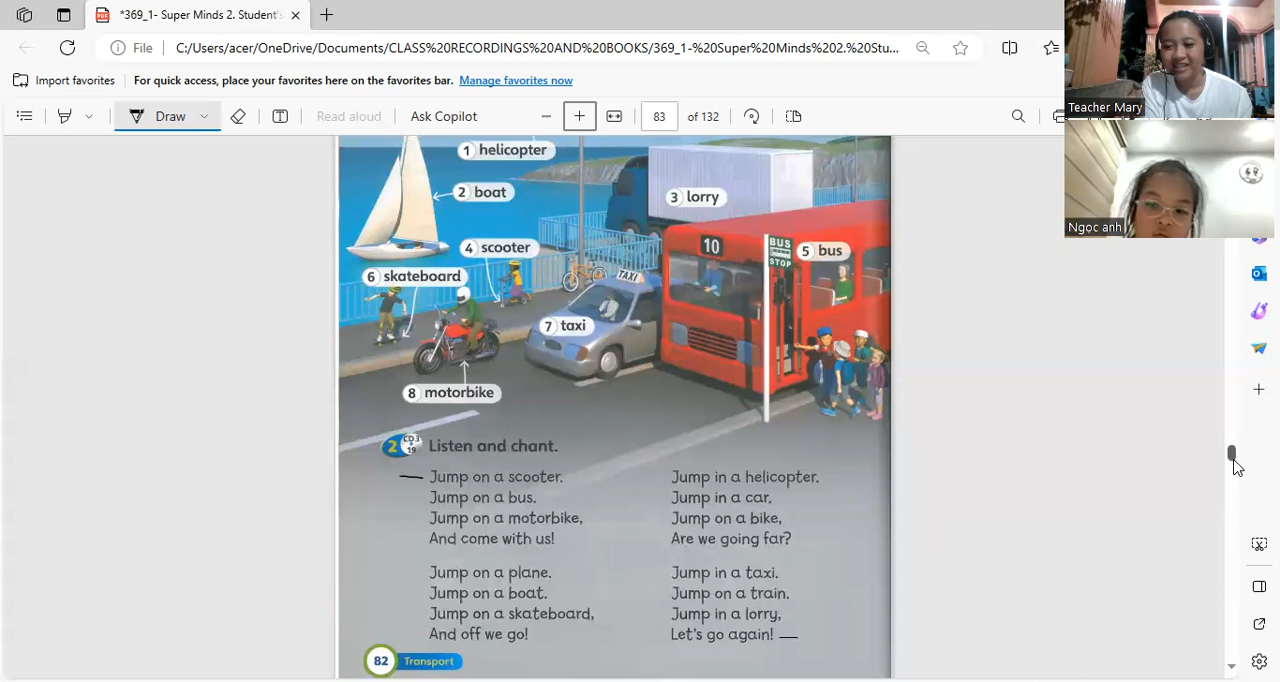 *369_1- Super Minds 2. Student's
File
C:/Users/acer/OneDrive/Documents/CLASS%20RECORDINGS%20AND%20BOOKS/369_1-%20Super%20Minds%202.%20Stu...
Import favorites
For quick access, place your favorites here on the favorites bar.
Manage favorites now
Draw
Read aloud
Ask Copilot
83
of 132
Teacher Mary
Ngọc anh
1 helicopter
2 boat
3 lorry
4 scooter
10
BUS
STOP
5 bus
6 skateboard
TAXI
7 taxi
8 motorbike
2
CD3
19
Listen and chant.
Jump on a scooter.
Jump on a bus.
Jump on a motorbike,
And come with us!
Jump on a plane.
Jump on a boat.
Jump on a skateboard,
And off we go!
Jump in a helicopter.
Jump in a car.
Jump on a bike,
Are we going far?
Jump in a taxi.
Jump on a train.
Jump in a lorry,
Let's go again!
82
Transport